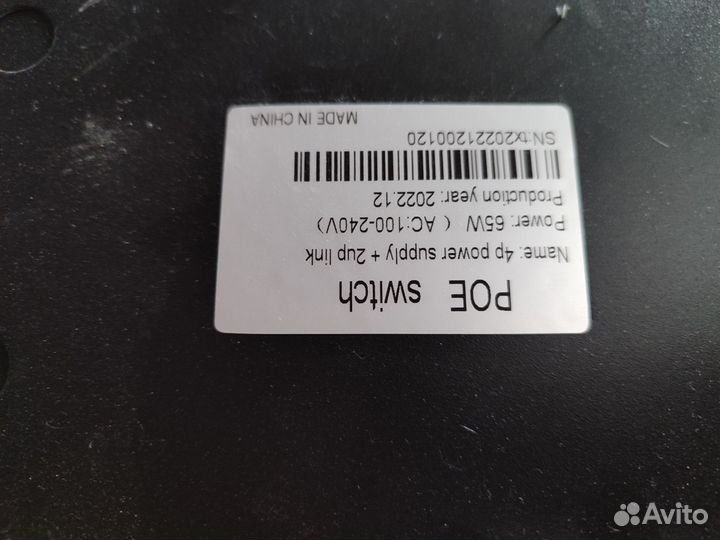 POE switch
Name: 4p power supply + 2up link
Power: 65W ( AC:100-240V)
Production year: 2022.12
SN:tx20221200120
MADE IN CHINA
Avito